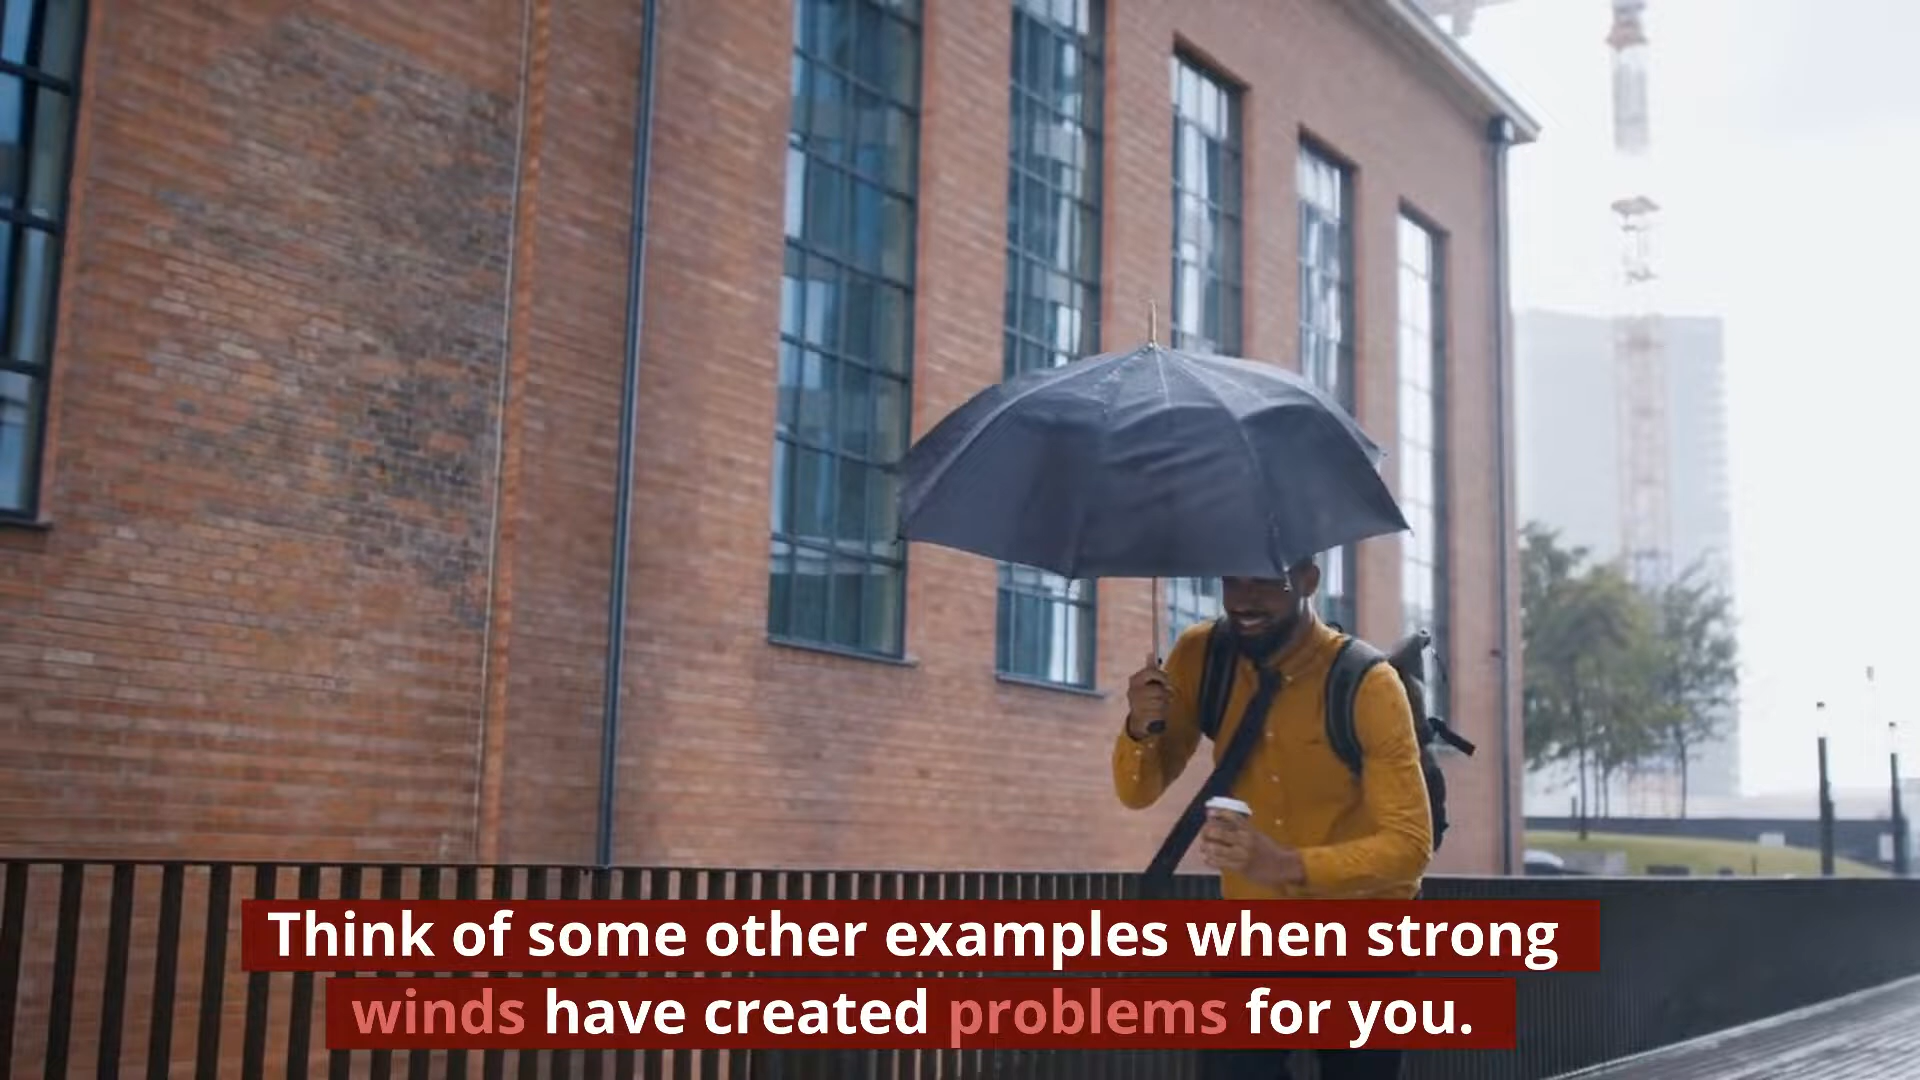 Think of some other examples when strong
winds have created problems for you.